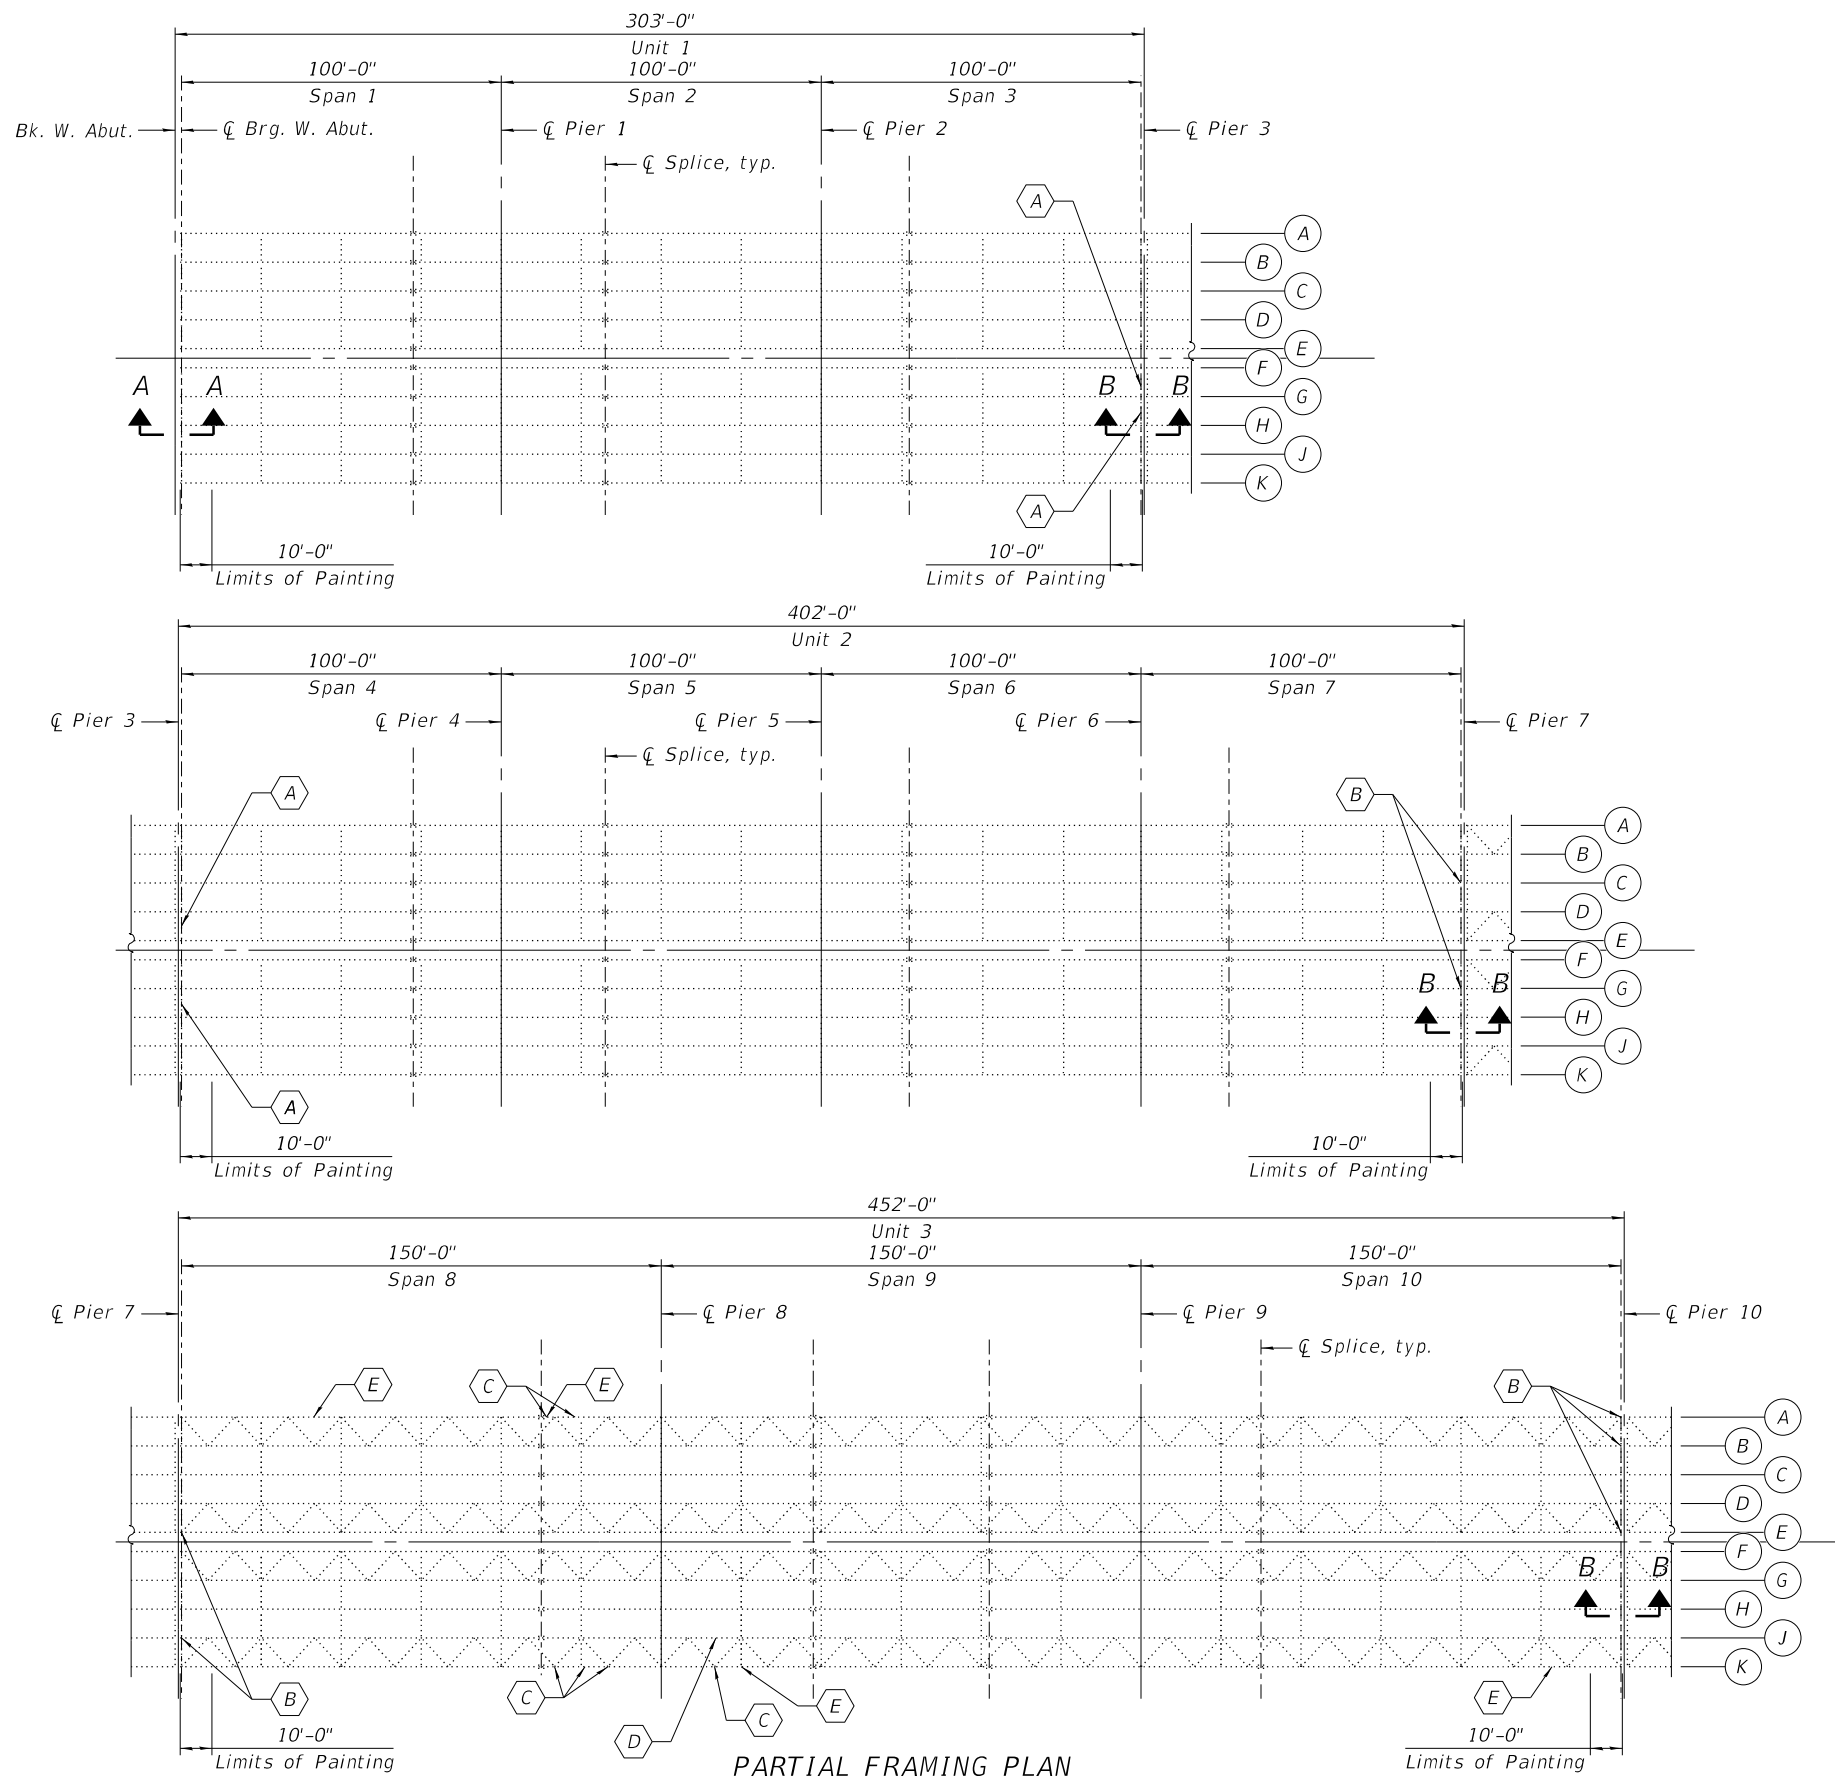 303'-0"
Unit 1
100'-0" 100'-0" 100'-0"
Span 1 Span 2 Span 3
Bk. W. Abut. ℄ Brg. W. Abut. ℄ Pier 1 ℄ Pier 2 ℄ Pier 3
℄ Splice, typ.
A
A
B
C
D
E
F
A A B B
G
H
J
K
A
10'-0" 10'-0"
Limits of Painting Limits of Painting
402'-0"
Unit 2
100'-0" 100'-0" 100'-0" 100'-0"
Span 4 Span 5 Span 6 Span 7
℄ Pier 3 ℄ Pier 4 ℄ Pier 5 ℄ Pier 6 ℄ Pier 7
℄ Splice, typ.
A B
A
B
C
D
E
F
B B
G
H
J
K
A
10'-0" 10'-0"
Limits of Painting Limits of Painting
452'-0"
Unit 3
150'-0" 150'-0" 150'-0"
Span 8 Span 9 Span 10
℄ Pier 7 ℄ Pier 8 ℄ Pier 9 ℄ Pier 10
℄ Splice, typ.
E C E B
A
B
C
D
E
F
B B
G
H
J
K
B C E E
D C
10'-0" 10'-0"
Limits of Painting Limits of Painting
PARTIAL FRAMING PLAN